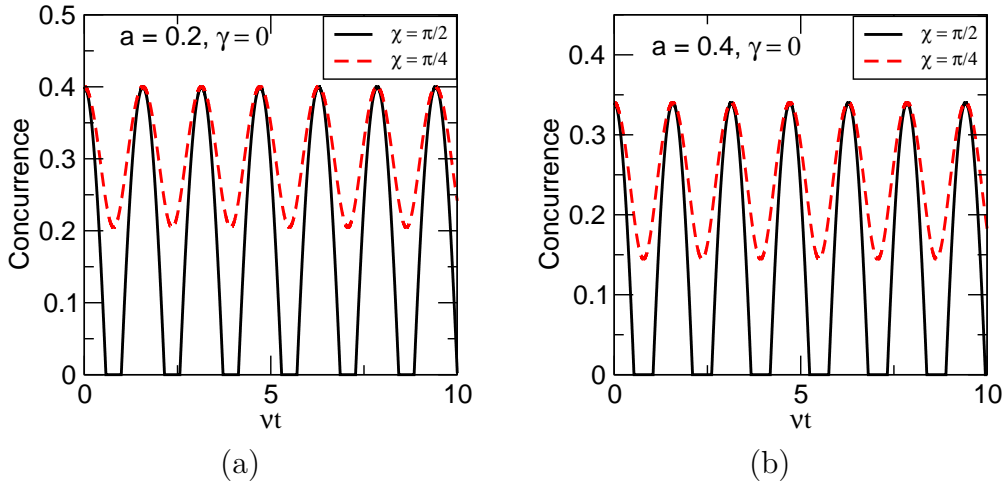 0.5
0.4
0.3
0.2
0.1
0
Concurrence
a = 0.2, γ = 0
χ = π/2
χ = π/4
0
5
10
νt
(a)
0.4
0.3
0.2
0.1
0
Concurrence
a = 0.4, γ = 0
χ = π/2
χ = π/4
0
5
10
νt
(b)